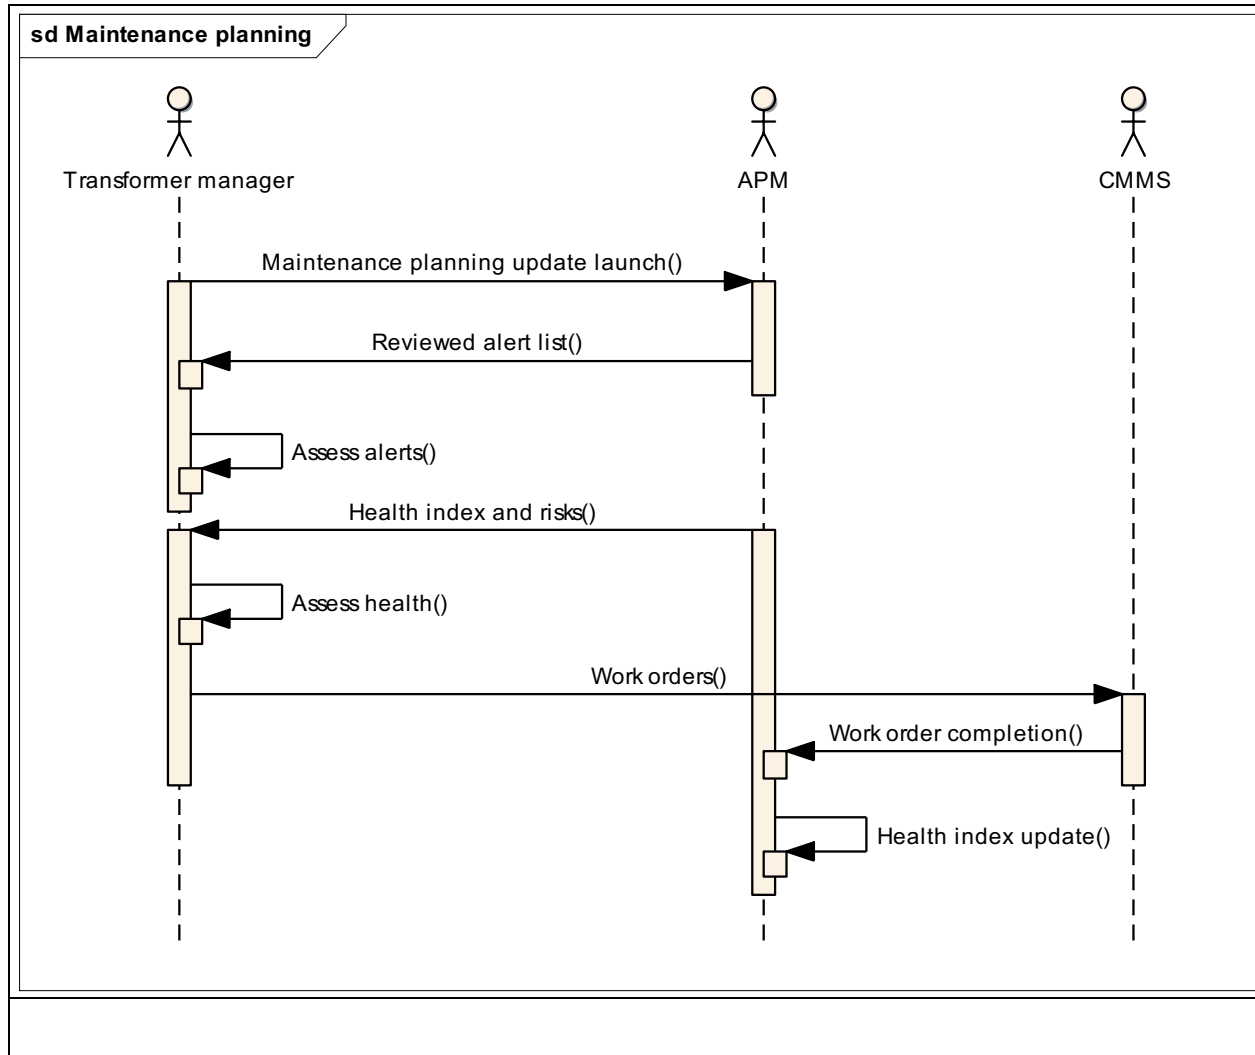 sd Maintenance planning
Transformer manager
APM
CMMS
Maintenance planning update launch()
Reviewed alert list()
Assess alerts()
Health index and risks()
Assess health()
Work orders()
Work order completion()
Health index update()